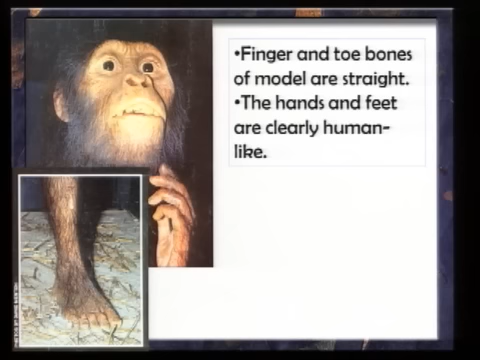 •Finger and toe bones
of model are straight.
•The hands and feet
are clearly human-
like.